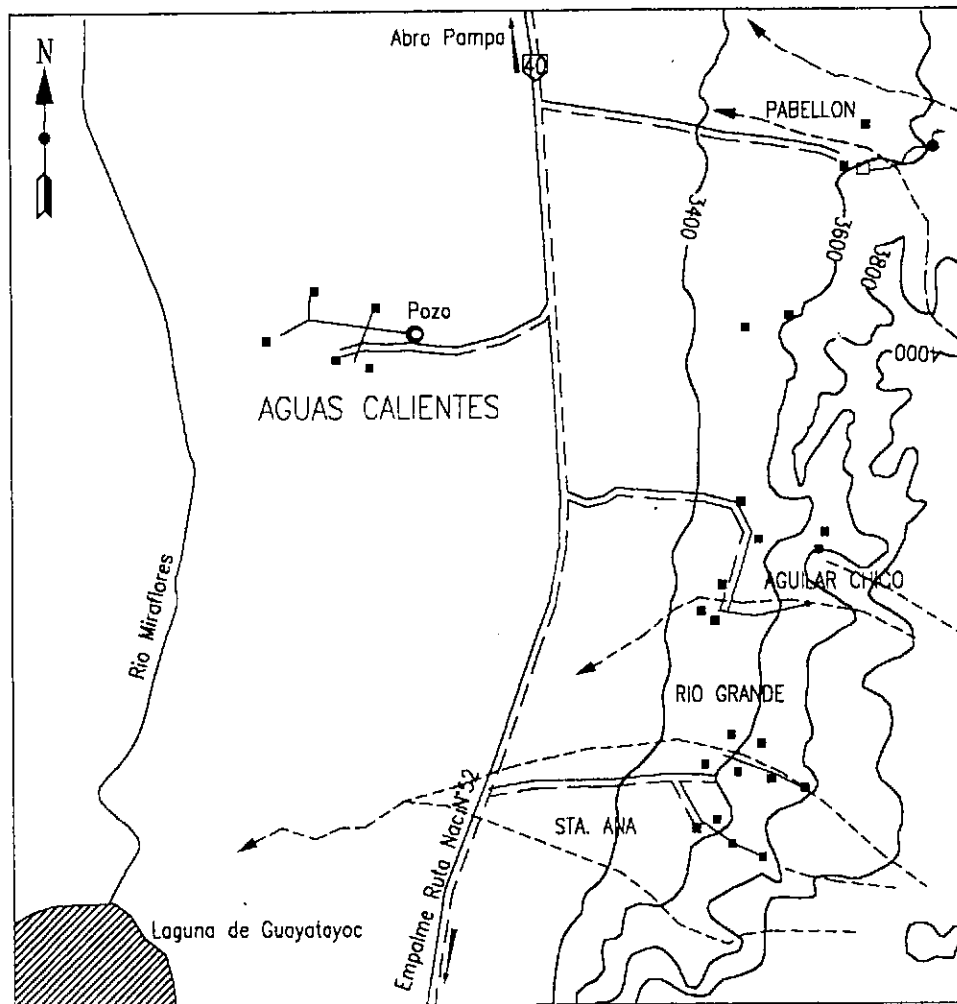 N
Abra Pampa
40
PABELLON
3400
3600
3800
4000
Pozo
AGUAS CALIENTES
Rio Miraflores
AGUILAR CHICO
RIO GRANDE
STA. ANA
Empalme Ruta Nac.N°52
Laguna de Guayatayoc